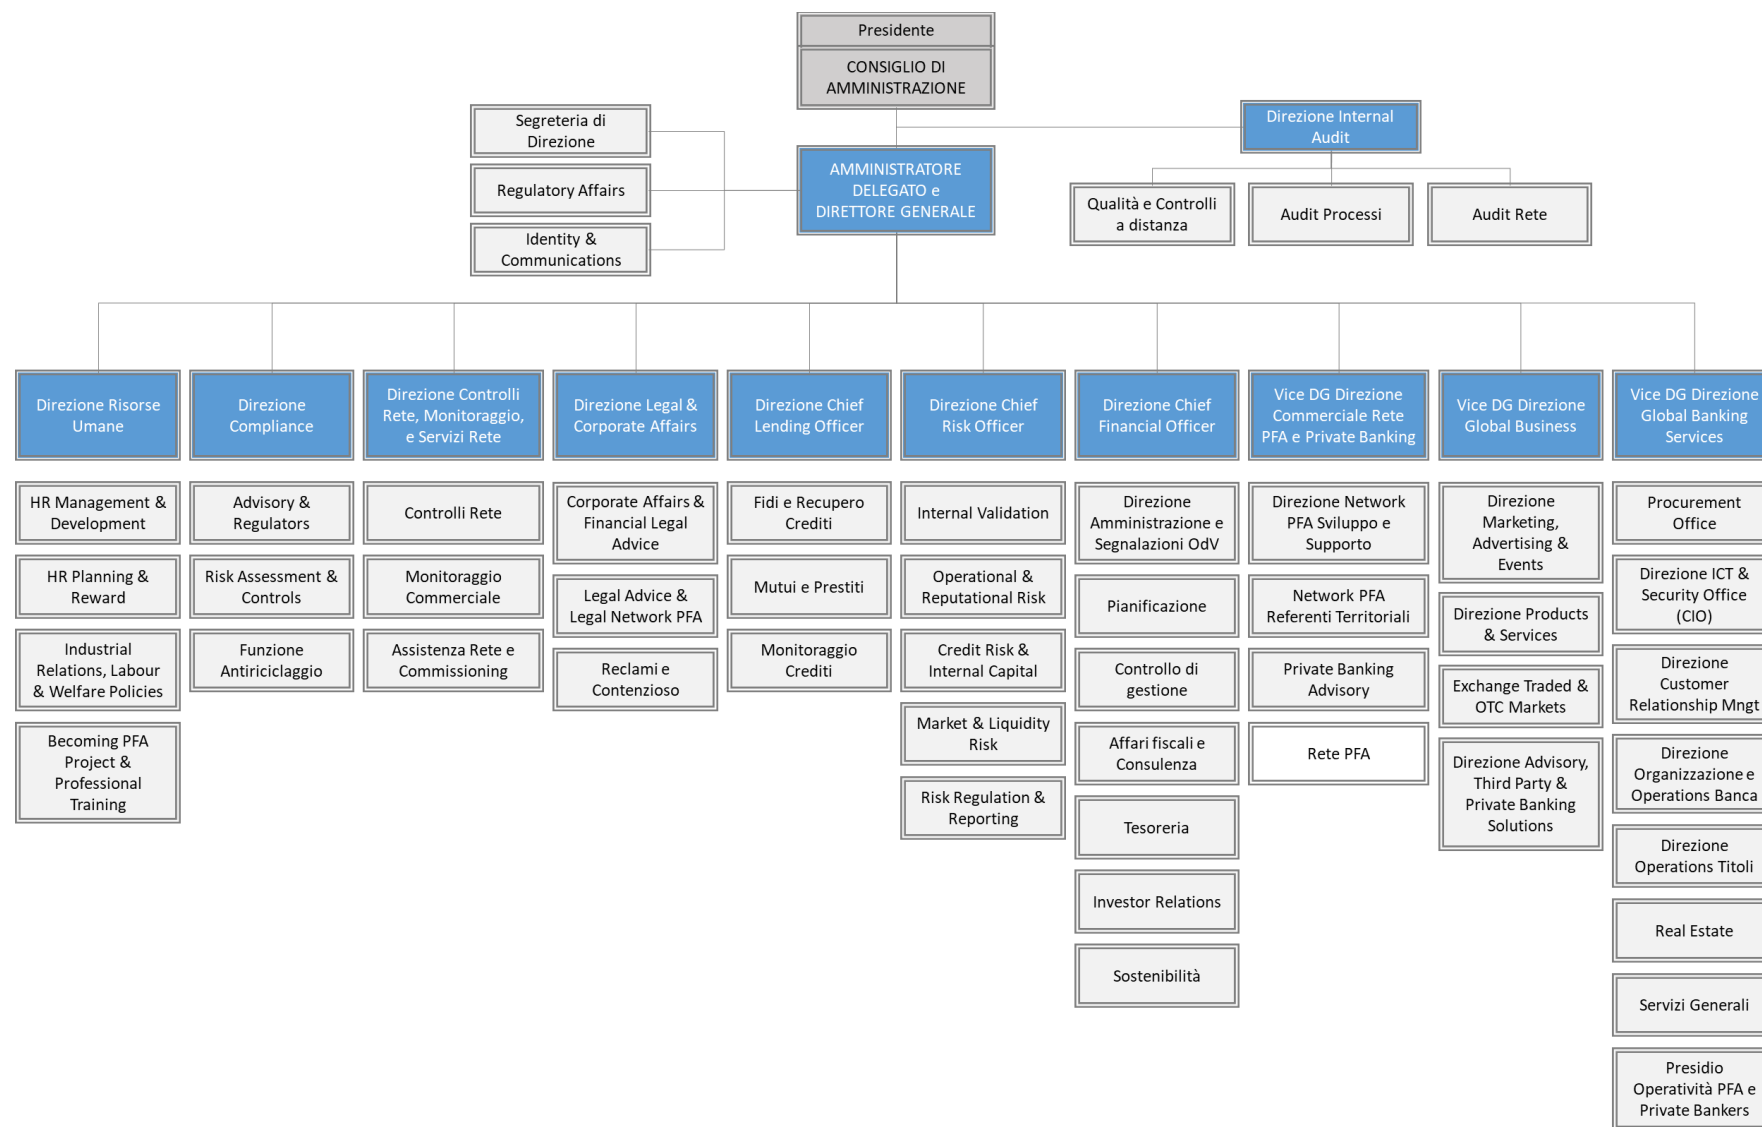 Presidente
CONSIGLIO DI
AMMINISTRAZIONE
Segreteria di
Direzione
Regulatory Affairs
Identity &
Communications
AMMINISTRATORE
DELEGATO e
DIRETTORE GENERALE
Direzione Internal
Audit
Qualità e Controlli
a distanza
Audit Processi
Audit Rete
Direzione Risorse
Umane
HR Management &
Development
HR Planning &
Reward
Industrial
Relations, Labour
& Welfare Policies
Becoming PFA
Project &
Professional
Training
Direzione
Compliance
Advisory &
Regulators
Risk Assessment &
Controls
Funzione
Antiriciclaggio
Direzione Controlli
Rete, Monitoraggio,
e Servizi Rete
Controlli Rete
Monitoraggio
Commerciale
Assistenza Rete e
Commissioning
Direzione Legal &
Corporate Affairs
Corporate Affairs &
Financial Legal
Advice
Legal Advice &
Legal Network PFA
Reclami e
Contenzioso
Direzione Chief
Lending Officer
Fidi e Recupero
Crediti
Mutui e Prestiti
Monitoraggio
Crediti
Direzione Chief
Risk Officer
Internal Validation
Operational &
Reputational Risk
Credit Risk &
Internal Capital
Market & Liquidity
Risk
Risk Regulation &
Reporting
Direzione Chief
Financial Officer
Direzione
Amministrazione e
Segnalazioni OdV
Pianificazione
Controllo di
gestione
Affari fiscali e
Consulenza
Tesoreria
Investor Relations
Sostenibilità
Vice DG Direzione
Commerciale Rete
PFA e Private Banking
Direzione Network
PFA Sviluppo e
Supporto
Network PFA
Referenti Territoriali
Private Banking
Advisory
Rete PFA
Vice DG Direzione
Global Business
Direzione
Marketing,
Advertising &
Events
Direzione Products
& Services
Exchange Traded &
OTC Markets
Direzione Advisory,
Third Party &
Private Banking
Solutions
Vice DG Direzione
Global Banking
Services
Procurement
Office
Direzione ICT &
Security Office
(CIO)
Direzione
Customer
Relationship Mngt
Direzione
Organizzazione e
Operations Banca
Direzione
Operations Titoli
Real Estate
Servizi Generali
Presidio
Operatività PFA e
Private Bankers